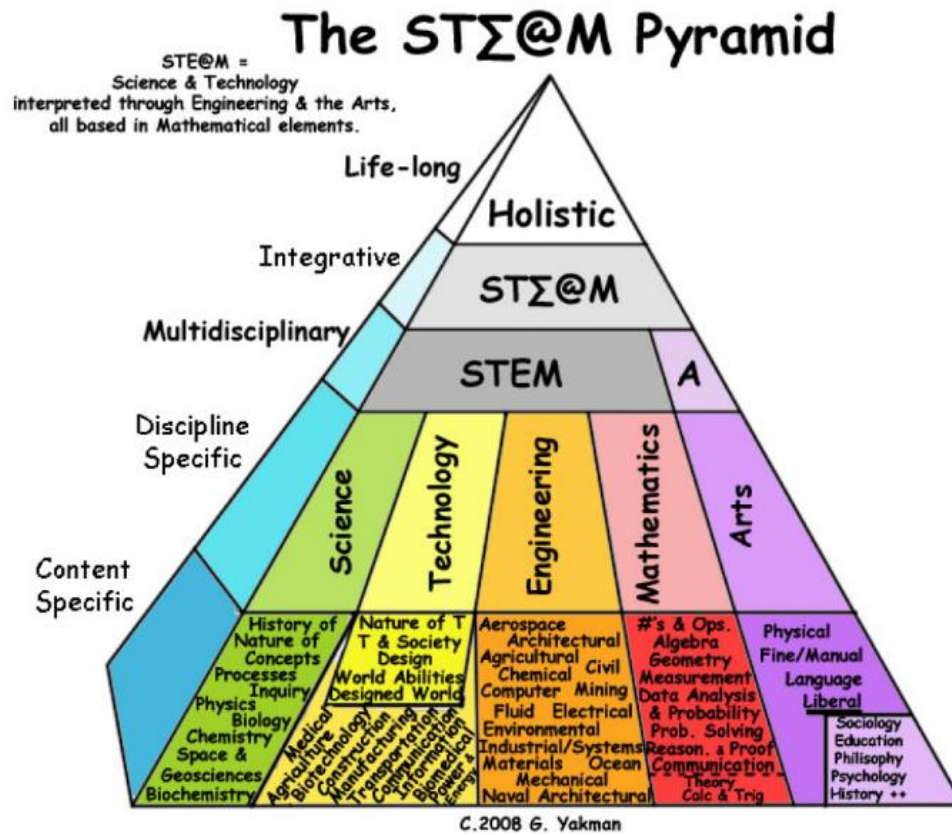 The ST∑@M Pyramid
STE@M =
Science & Technology
interpreted through Engineering & the Arts,
all based in Mathematical elements.
Life-long
Holistic
Integrative
ST∑@M
Multidisciplinary
STEM
A
Discipline
Specific
Science
Technology
Engineering
Mathematics
Arts
Content
Specific
History of
Nature of
Concepts
Processes
Inquiry
Physics
Biology
Chemistry
Space &
Geosciences
Biochemistry
Nature of T
T & Society
Design
World Abilities
Designed World
Medical
Agriculture
Biotechnology
Construction
Manufacturing
Transportation
Communication
Information
Biomedical
Power &
Energy
Aerospace
Architectural
Agricultural
Chemical Civil
Computer Mining
Fluid Electrical
Environmental
Industrial/Systems
Materials Ocean
Mechanical
Naval Architectural
#'s & Ops.
Algebra
Geometry
Measurement
Data Analysis
& Probability
Prob. Solving
Reason. & Proof
Communication
Theory
Calc & Trig
Physical
Fine/Manual
Language
Liberal
Sociology
Education
Philisophy
Psychology
History ++
C.2008 G. Yakman